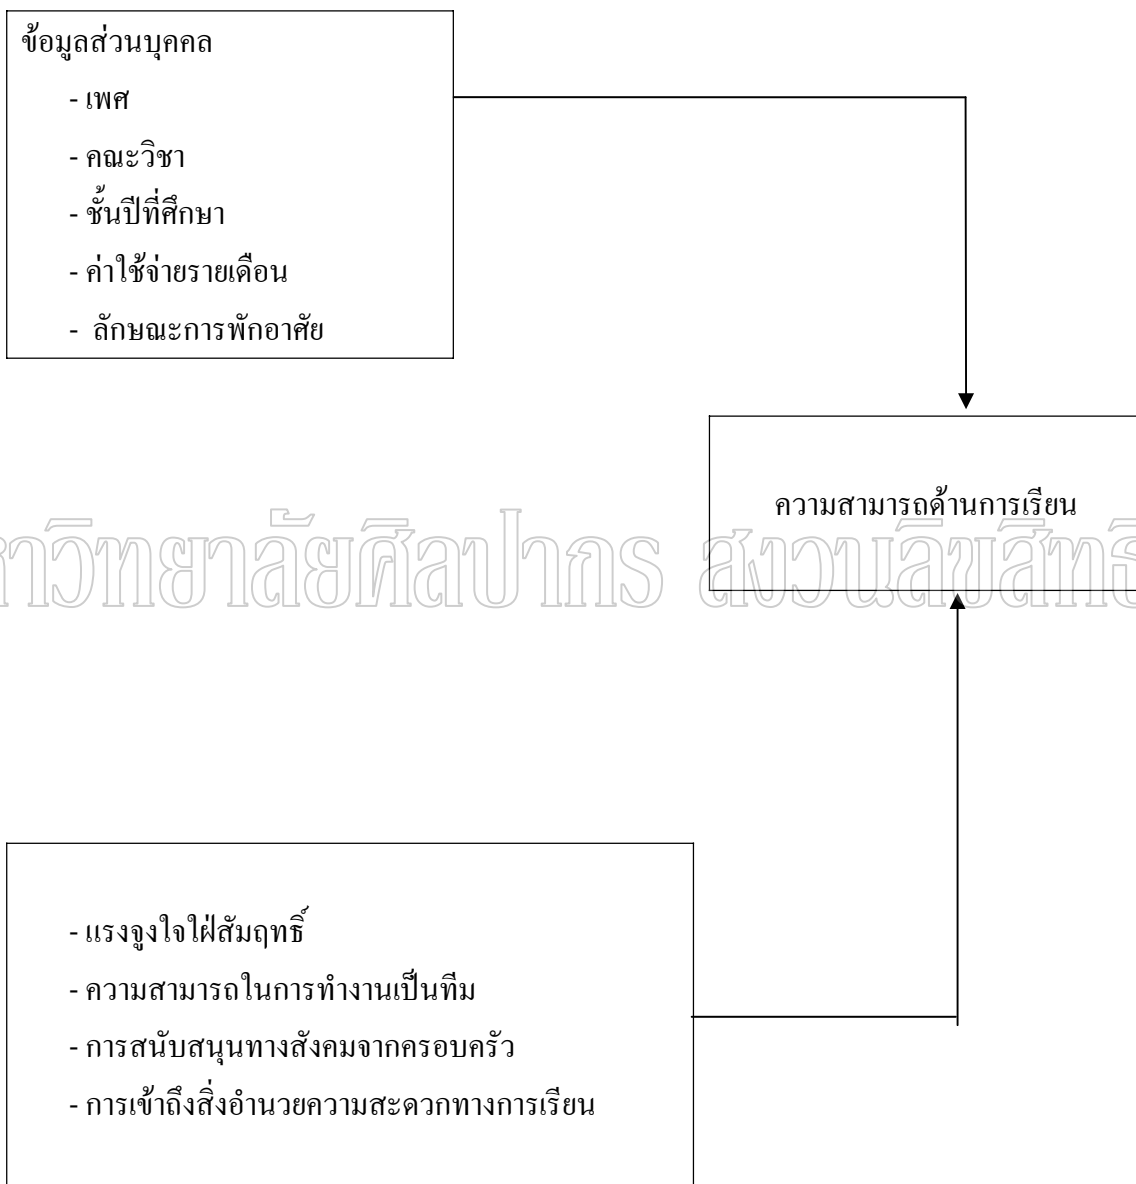 ข้อมูลส่วนบุคคล
- เพศ
- คณะวิชา
- ชั้นปีที่ศึกษา
- ค่าใช้จ่ายรายเดือน
- ลักษณะการพักอาศัย
ความสามารถด้านการเรียน
หาวิทยาลัยศิลปากร สงวนลิขสิทธิ
- แรงจูงใจใฝ่สัมฤทธิ์
- ความสามารถในการทำงานเป็นทีม
- การสนับสนุนทางสังคมจากครอบครัว
- การเข้าถึงสิ่งอำนวยความสะดวกทางการเรียน